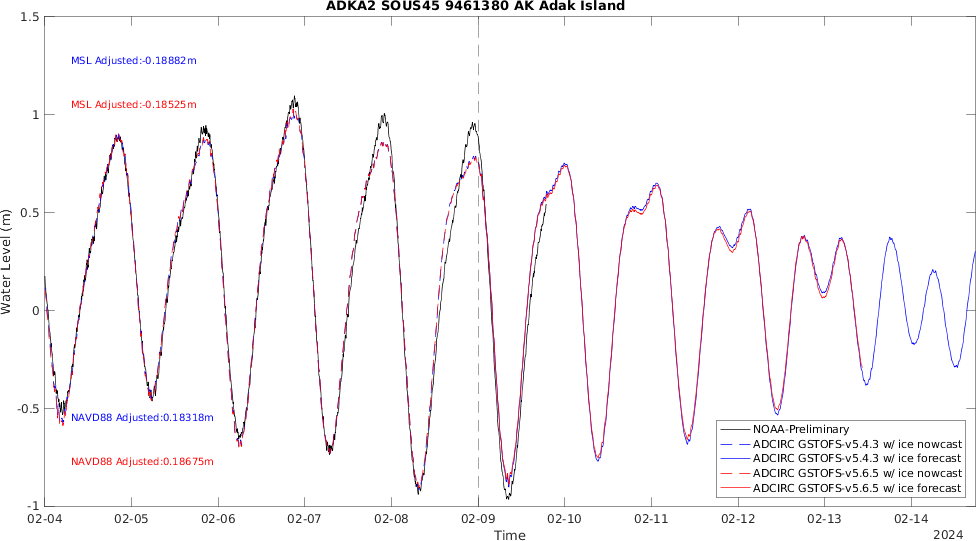 ADKA2 SOUS45 9461380 AK Adak Island
1.5
1
0.5
0
-0.5
-1
Water Level (m)
MSL Adjusted:-0.18882m
MSL Adjusted:-0.18525m
NAVD88 Adjusted:0.18318m
NAVD88 Adjusted:0.18675m
NOAA-Preliminary
ADCIRC GSTOFS-v5.4.3 w/ ice nowcast
ADCIRC GSTOFS-v5.4.3 w/ ice forecast
ADCIRC GSTOFS-v5.6.5 w/ ice nowcast
ADCIRC GSTOFS-v5.6.5 w/ ice forecast
02-04 02-05 02-06 02-07 02-08 02-09 02-10 02-11 02-12 02-13 02-14
Time
2024